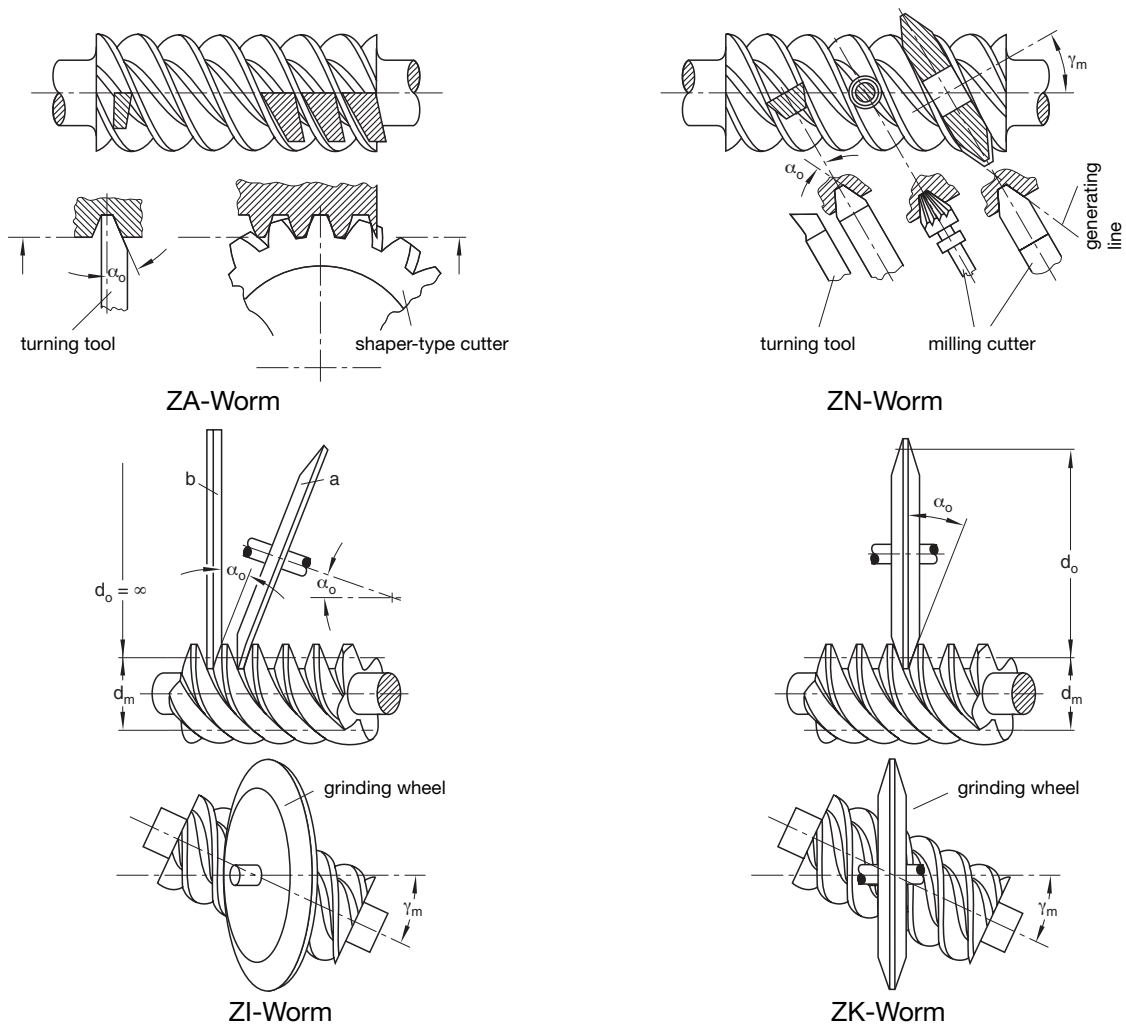 γm
αo
αo
generating
line
turning tool
shaper-type cutter
turning tool
milling cutter
ZA-Worm
ZN-Worm
b
a
αo
αo
do = ∞
dm
αo
do
dm
grinding wheel
γm
grinding wheel
γm
ZI-Worm
ZK-Worm